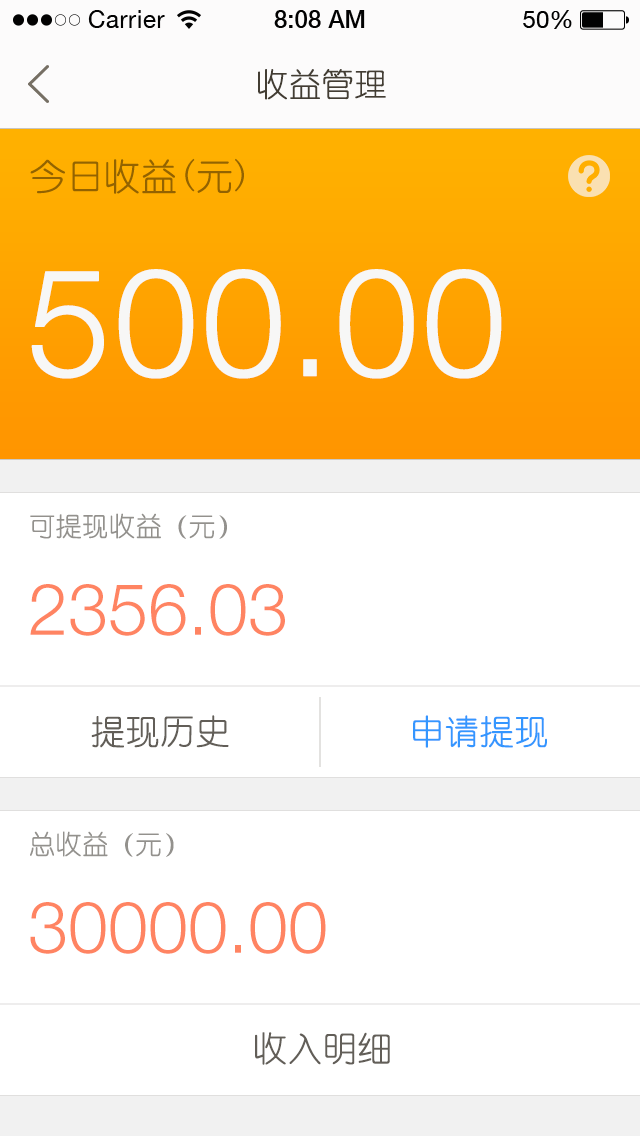 Carrier 8:08 AM 50%
收益管理
今日收益(元) ?
500.00
可提现收益（元）
2356.03
提现历史 申请提现
总收益（元）
30000.00
收入明细